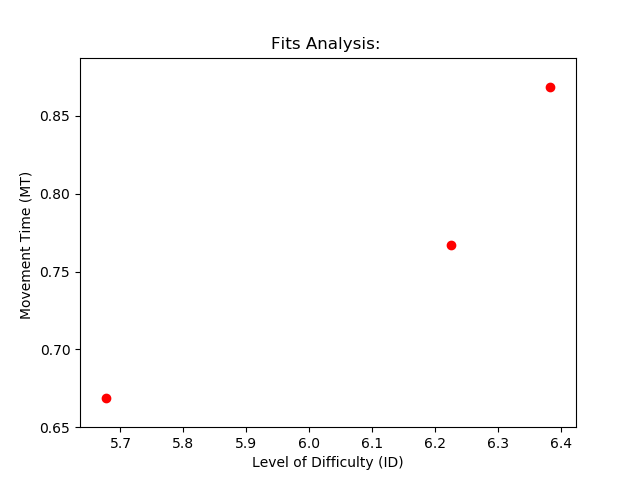 Fits Analysis:
0.85
0.80
0.75
0.70
0.65
Movement Time (MT)
5.7 5.8 5.9 6.0 6.1 6.2 6.3 6.4
Level of Difficulty (ID)